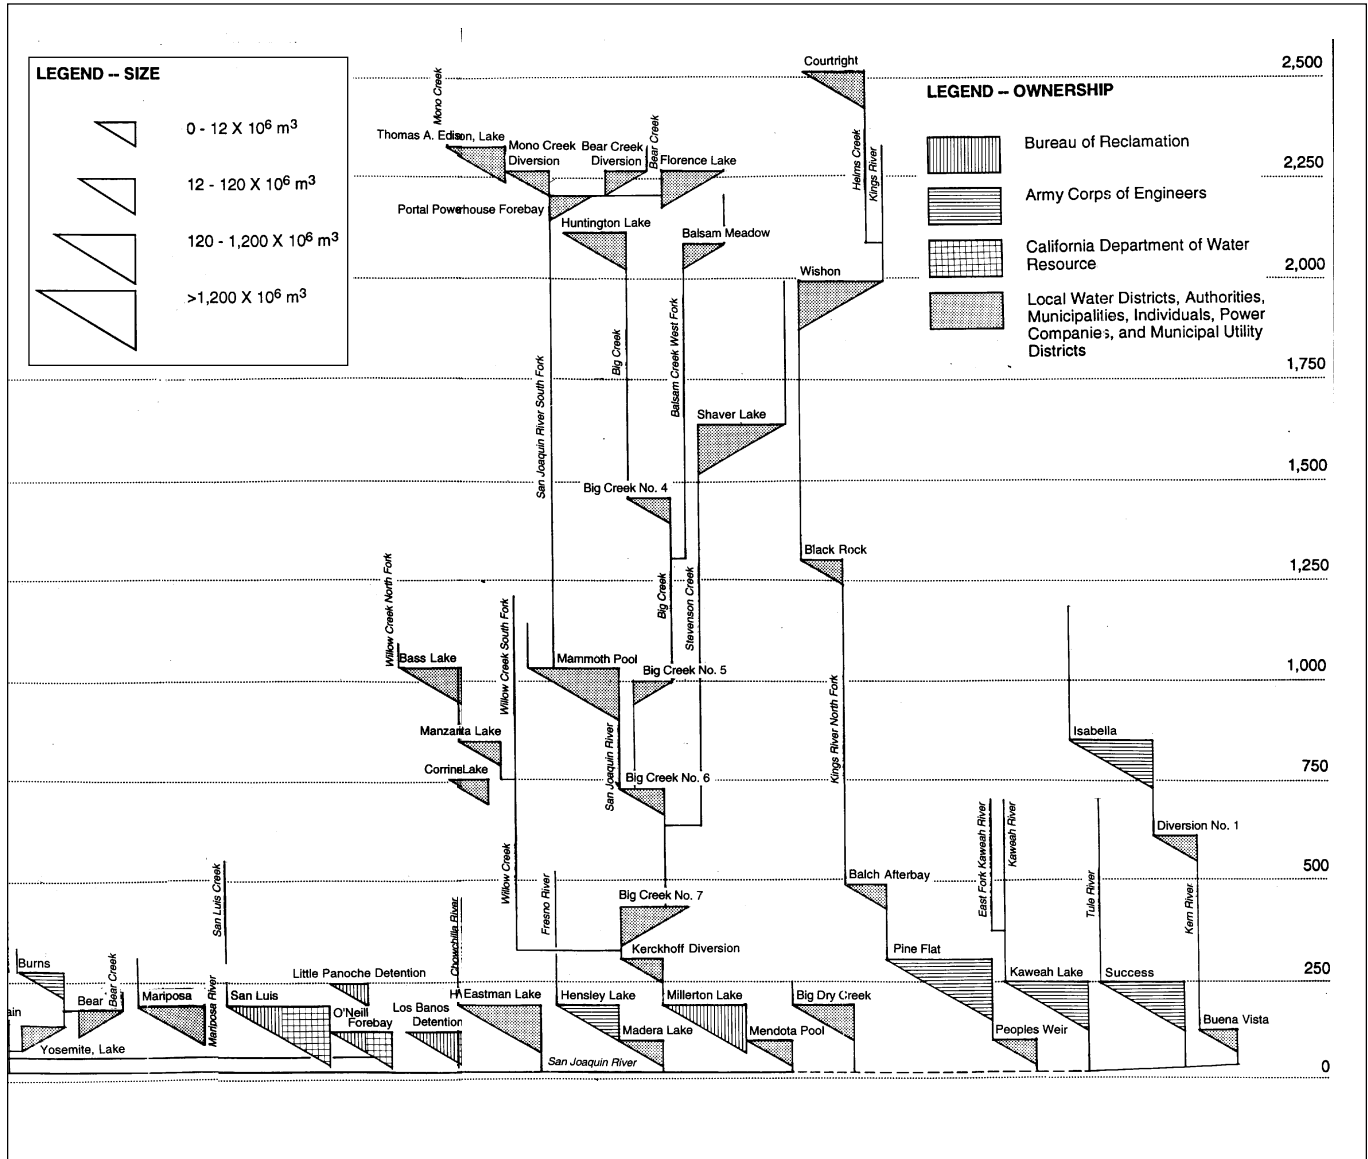 LEGEND -- SIZE
0 - 12 X 10⁶ m³
12 - 120 X 10⁶ m³
120 - 1,200 X 10⁶ m³
>1,200 X 10⁶ m³
LEGEND -- OWNERSHIP
Bureau of Reclamation
Army Corps of Engineers
California Department of Water
Resource
Local Water Districts, Authorities,
Municipalities, Individuals, Power
Companies, and Municipal Utility
Districts
2,500
2,250
2,000
1,750
1,500
1,250
1,000
750
500
250
0
Courtright
Mono Creek
Thomas A. Edison, Lake
Mono Creek
Diversion
Bear Creek
Diversion
Bear Creek
Florence Lake
Helms Creek
Kings River
Portal Powerhouse Forebay
Huntington Lake
Balsam Meadow
Wishon
San Joaquin River South Fork
Big Creek
Balsam Creek West Fork
Shaver Lake
Big Creek No. 4
Black Rock
Willow Creek North Fork
Willow Creek South Fork
Big Creek
Stevenson Creek
Bass Lake
Mammoth Pool
Big Creek No. 5
Kings River North Fork
Isabella
Manzanita Lake
Corrine Lake
San Joaquin River
Big Creek No. 6
East Fork Kaweah River
Kaweah River
Diversion No. 1
San Luis Creek
Willow Creek
Fresno River
Balch Afterbay
Tule River
Kern River
Big Creek No. 7
Chowchilla River
Kerckhoff Diversion
Pine Flat
Burns
Bear Creek
Little Panoche Detention
Kaweah Lake
Success
ain
Bear
Mariposa
Mariposa River
San Luis
O'Neill
Forebay
Los Banos
Detention
H Eastman Lake
Hensley Lake
Millerton Lake
Big Dry Creek
Madera Lake
Mendota Pool
Peoples Weir
Buena Vista
Yosemite, Lake
San Joaquin River